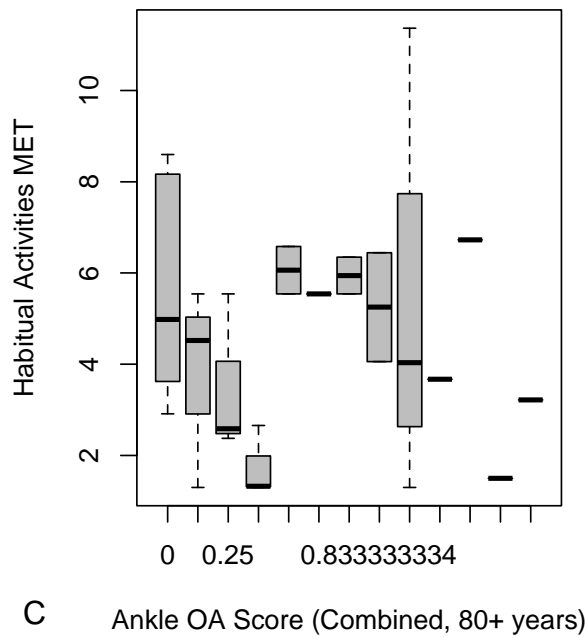 Habitual Activities MET
10
8
6
4
2
0 0.25 0.833333334
C Ankle OA Score (Combined, 80+ years)